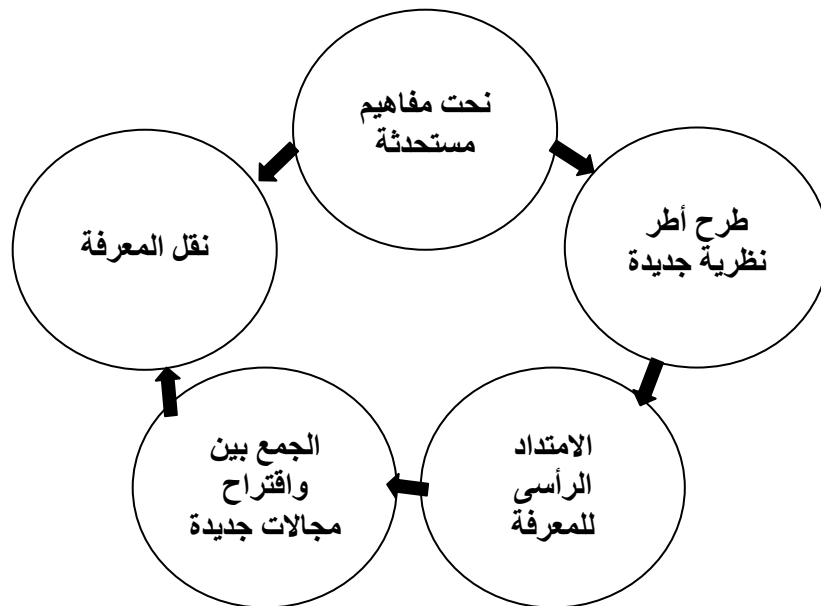 نحت مفاهيم
مستحدثة
طرح أطر
نظرية جديدة
الامتداد
الرأسى
للمعرفة
الجمع بين
واقتراح
مجالات جديدة
نقل المعرفة